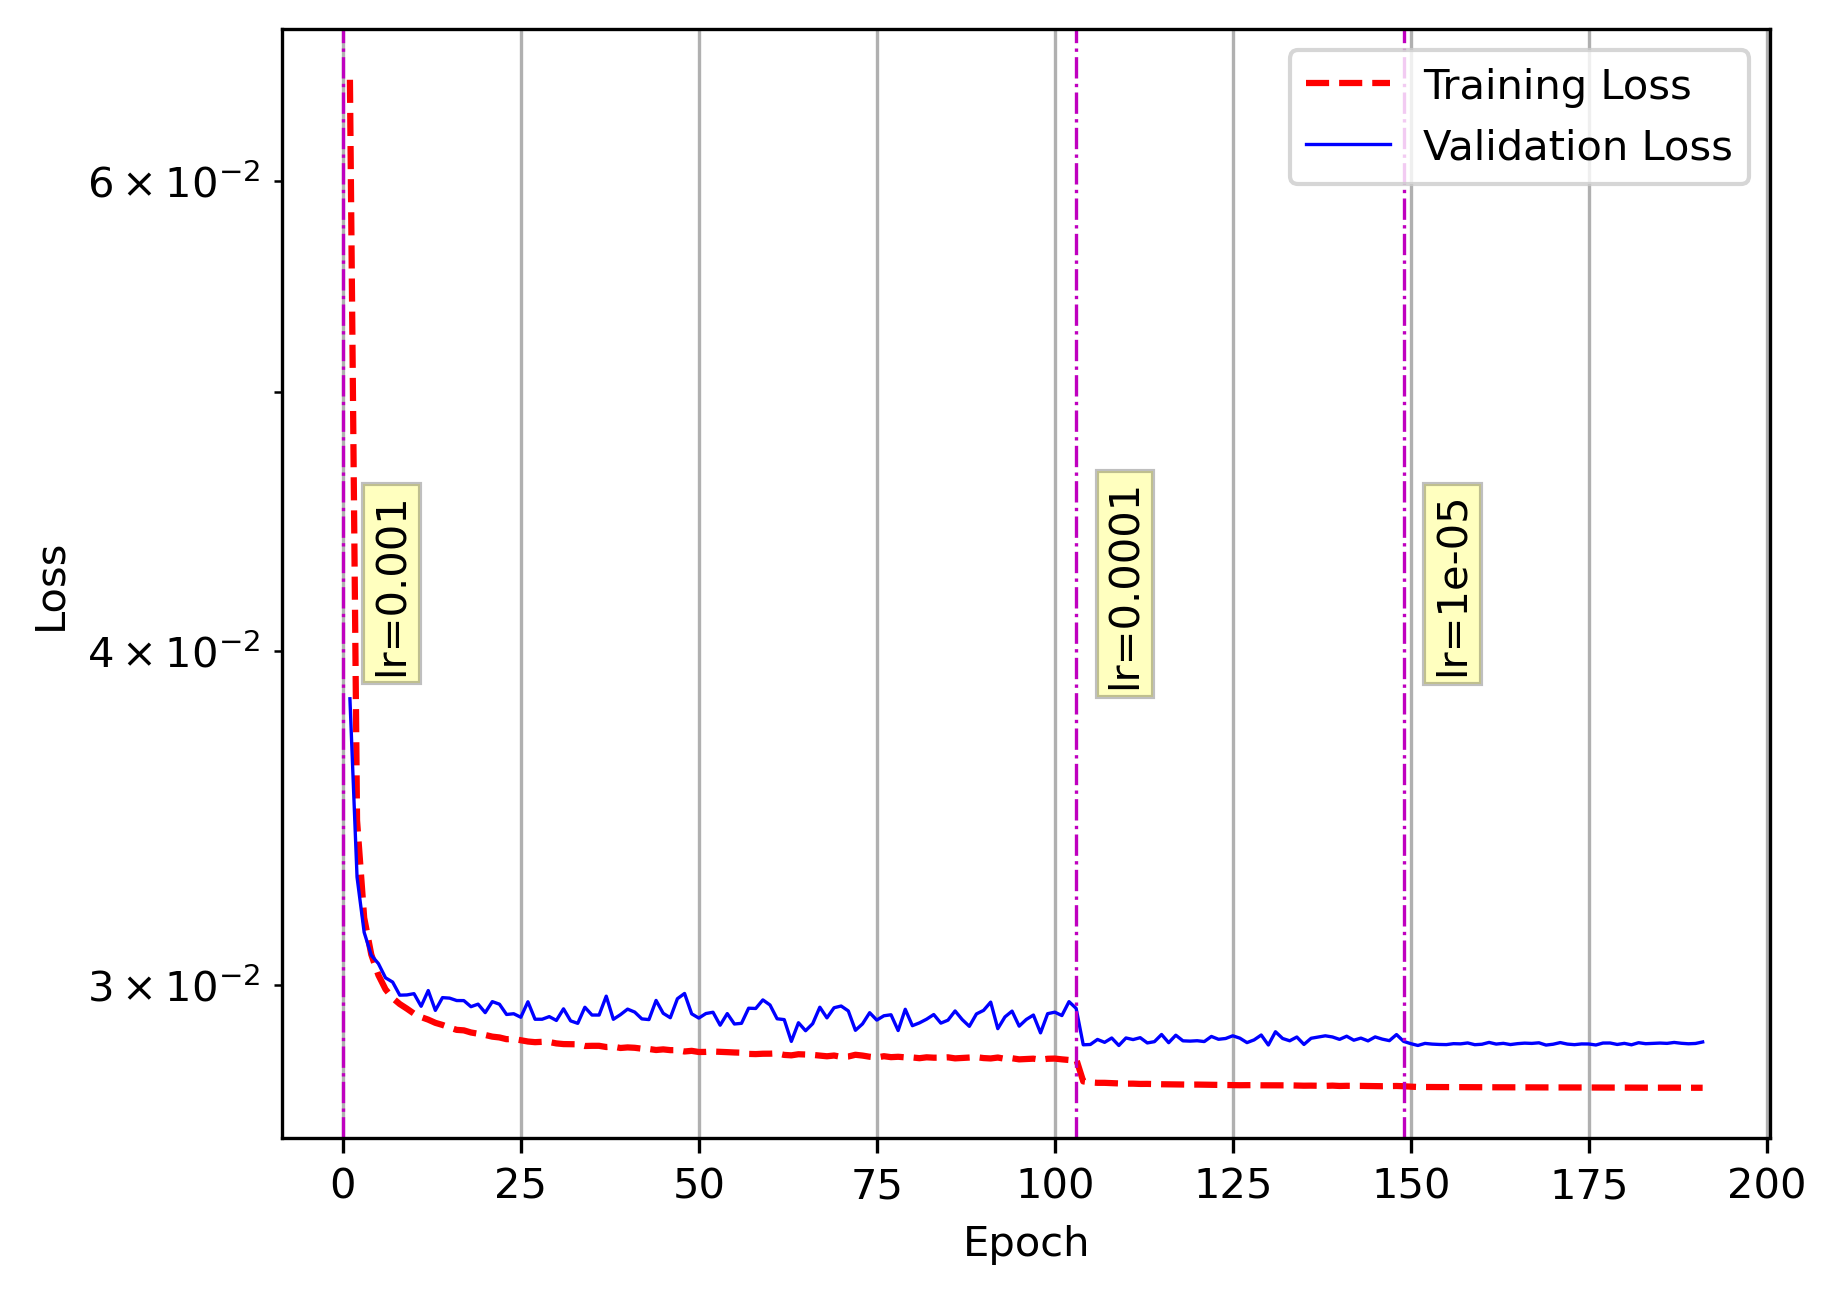 Training Loss
Validation Loss
6 × 10⁻²
4 × 10⁻²
3 × 10⁻²
Loss
lr=0.001
lr=0.0001
lr=1e-05
0 25 50 75 100 125 150 175 200
Epoch